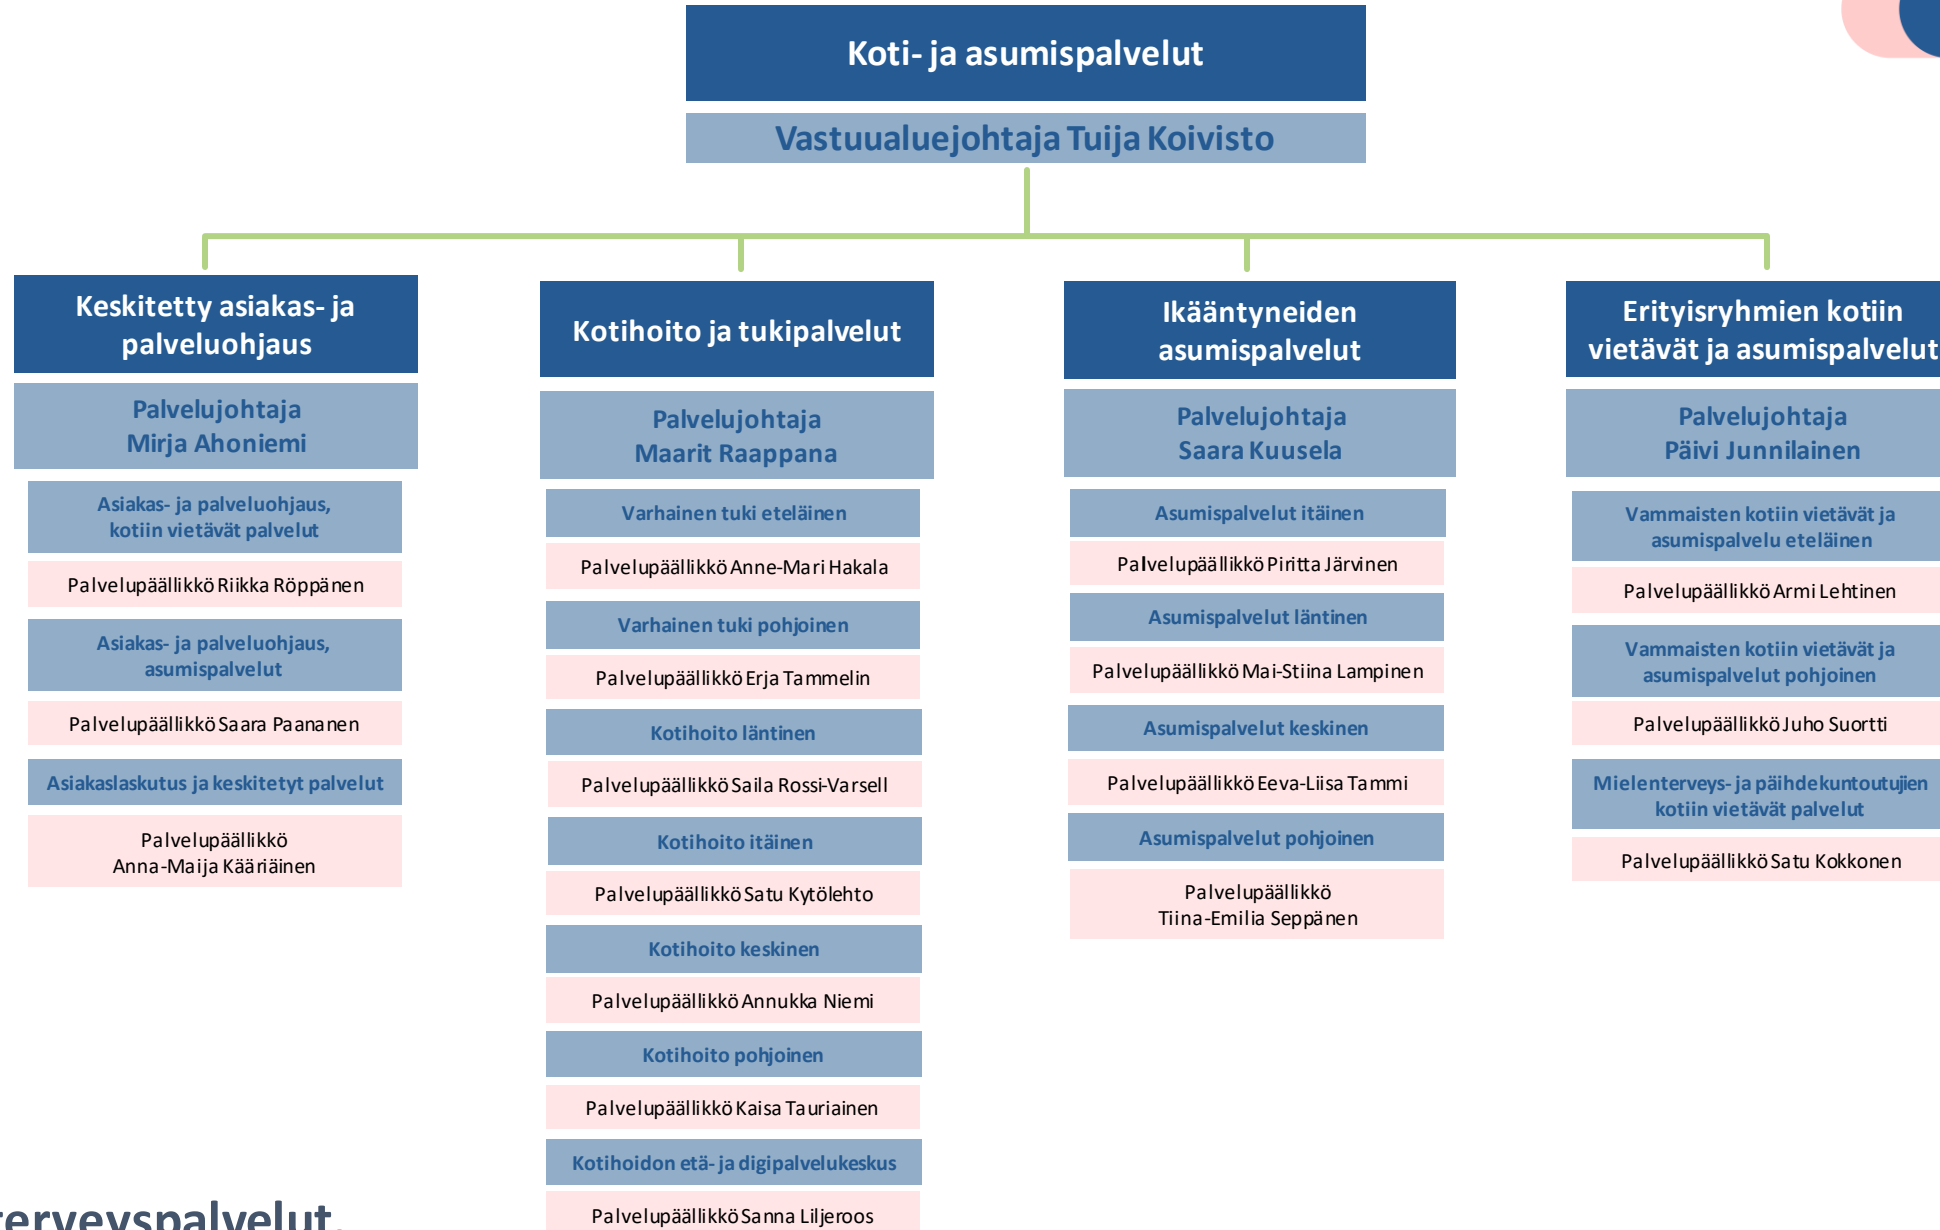 Koti- ja asumispalvelut
Vastuualuejohtaja Tuija Koivisto
Keskitetty asiakas- ja
palveluohjaus
Palvelujohtaja
Mirja Ahoniemi
Asiakas- ja palveluohjaus,
kotiin vietävät palvelut
Palvelupäällikkö Riikka Röppänen
Asiakas- ja palveluohjaus,
asumispalvelut
Palvelupäällikkö Saara Paananen
Asiakaslaskutus ja keskitetyt palvelut
Palvelupäällikkö
Anna-Maija Kääriäinen
Kotihoito ja tukipalvelut
Palvelujohtaja
Maarit Raappana
Varhainen tuki eteläinen
Palvelupäällikkö Anne-Mari Hakala
Varhainen tuki pohjoinen
Palvelupäällikkö Erja Tammelin
Kotihoito läntinen
Palvelupäällikkö Saila Rossi-Varsell
Kotihoito itäinen
Palvelupäällikkö Satu Kytölehto
Kotihoito keskinen
Palvelupäällikkö Annukka Niemi
Kotihoito pohjoinen
Palvelupäällikkö Kaisa Tauriainen
Kotihoidon etä- ja digipalvelukeskus
Palvelupäällikkö Sanna Liljeroos
Ikääntyneiden
asumispalvelut
Palvelujohtaja
Saara Kuusela
Asumispalvelut itäinen
Palvelupäällikkö Piritta Järvinen
Asumispalvelut läntinen
Palvelupäällikkö Mai-Stiina Lampinen
Asumispalvelut keskinen
Palvelupäällikkö Eeva-Liisa Tammi
Asumispalvelut pohjoinen
Palvelupäällikkö
Tiina-Emilia Seppänen
Erityisryhmien kotiin
vietävät ja asumispalvelut
Palvelujohtaja
Päivi Junnilainen
Vammaisten kotiin vietävät ja
asumispalvelu eteläinen
Palvelupäällikkö Armi Lehtinen
Vammaisten kotiin vietävät ja
asumispalvelut pohjoinen
Palvelupäällikkö Juho Suortti
Mielenterveys- ja päihdekuntoutujien
kotiin vietävät palvelut
Palvelupäällikkö Satu Kokkonen
terveyspalvelut,